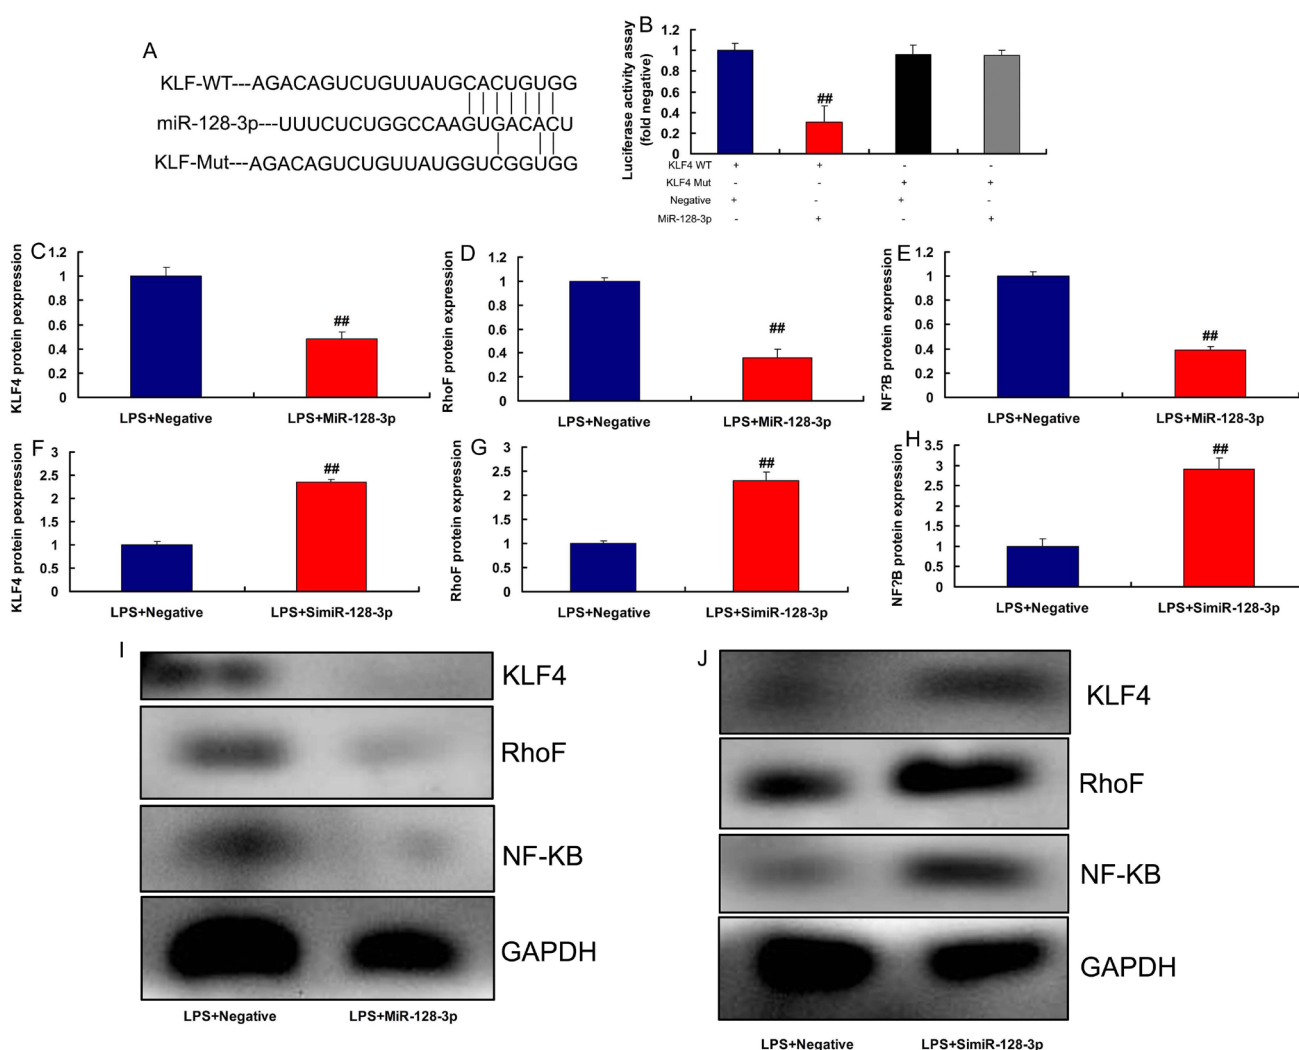 A
KLF-WT---AGACAGUCUGUUAUGCACUGUGG
miR-128-3p---UUUCUCUGGCCAAGUGACACU
KLF-Mut---AGACAGUCUGUUAUGGUCGGUGG
B
Luciferase activity assay
(fold negative)
1.2
1
0.8
0.6
0.4
0.2
0
##
KLF4 WT + + - -
KLF4 Mut - - + +
Negative + - + -
MiR-128-3p - + - +
C
KLF4 protein pexpression
1.2
1
0.8
0.6
0.4
0.2
0
##
LPS+Negative LPS+MiR-128-3p
D
RhoF protein expression
1.2
1
0.8
0.6
0.4
0.2
0
##
LPS+Negative LPS+MiR-128-3p
E
NF?B protein expression
1.2
1
0.8
0.6
0.4
0.2
0
##
LPS+Negative LPS+MiR-128-3p
F
KLF4 protein pexpression
3
2.5
2
1.5
1
0.5
0
##
LPS+Negative LPS+SimiR-128-3p
G
RhoF protein expression
3
2.5
2
1.5
1
0.5
0
##
LPS+Negative LPS+SimiR-128-3p
H
NF?B protein expression
3.5
3
2.5
2
1.5
1
0.5
0
##
LPS+Negative LPS+SimiR-128-3p
I
KLF4
RhoF
NF-KB
GAPDH
LPS+Negative LPS+MiR-128-3p
J
KLF4
RhoF
NF-KB
GAPDH
LPS+Negative LPS+SimiR-128-3p